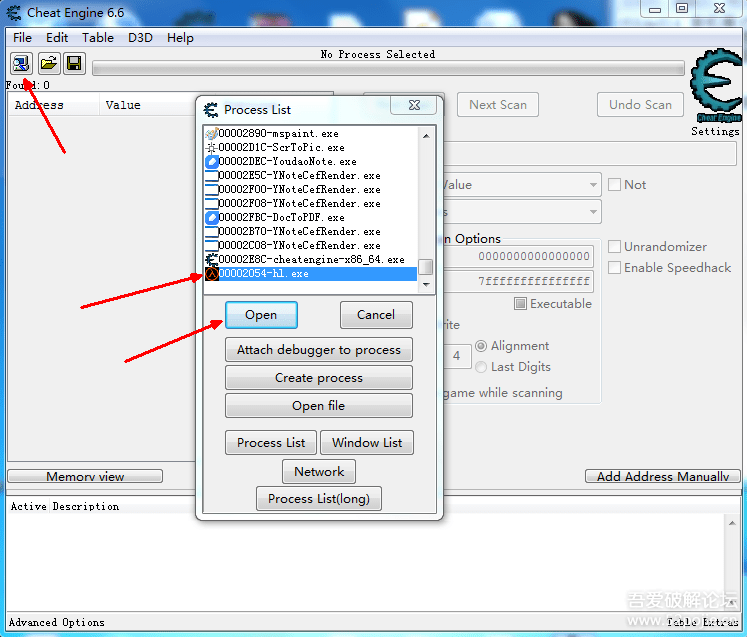 Cheat Engine 6.6
File Edit Table D3D Help
No Process Selected
Found: 0
Address Value
Next Scan Undo Scan
Cheat Engine
Settings
Process List
00002890-mspaint.exe
00002D1C-ScrToPic.exe
00002DEC-YoudaoNote.exe
00002E5C-YNoteCefRender.exe
00002F00-YNoteCefRender.exe
00002F08-YNoteCefRender.exe
00002FBC-DocToPDF.exe
00002B70-YNoteCefRender.exe
00002C08-YNoteCefRender.exe
00002E8C-cheatengine-x86_64.exe
00002054-hl.exe
Value Not
s
n Options
Unrandomizer
0000000000000000
Enable Speedhack
7fffffffffffffff
Executable
rite
4 Alignment
Last Digits
game while scanning
Open Cancel
Attach debugger to process
Create process
Open file
Process List Window List
Network
Process List(long)
Memory view Add Address Manually
Active Description
吾爱破解论坛
Advanced Options Table Extras